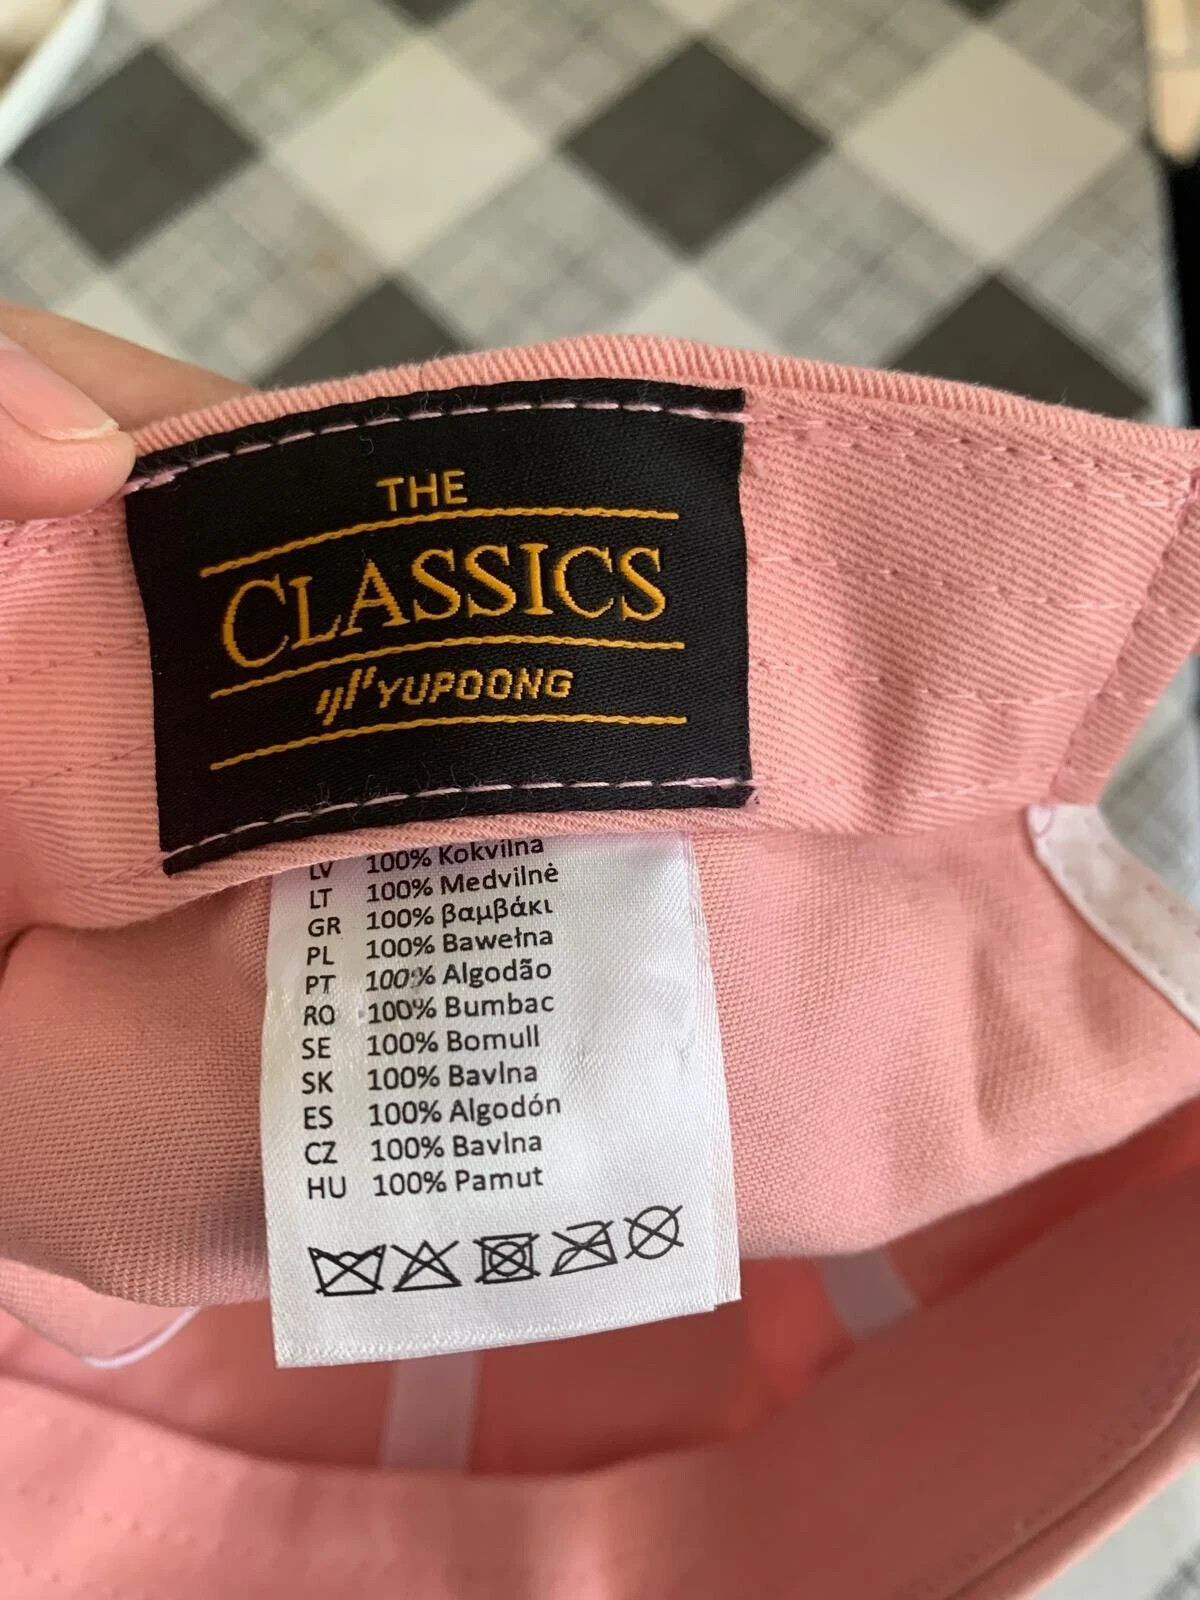 THE
CLASSICS
YUPOONG
LV 100% Kokvilna
LT 100% Medvilnė
GR 100% βαμβάκι
PL 100% Bawełna
PT 100% Algodão
RO 100% Bumbac
SE 100% Bomull
SK 100% Bavlna
ES 100% Algodón
CZ 100% Bavlna
HU 100% Pamut